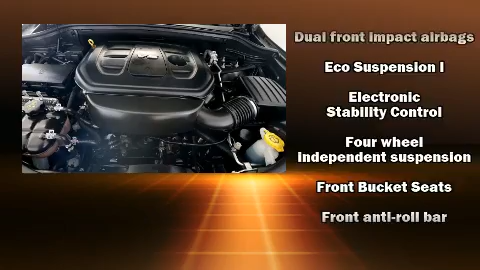 Dual front impact airbags
Eco Suspension I
Electronic
Stability Control
Four wheel
independent suspension
Front Bucket Seats
Front anti-roll bar